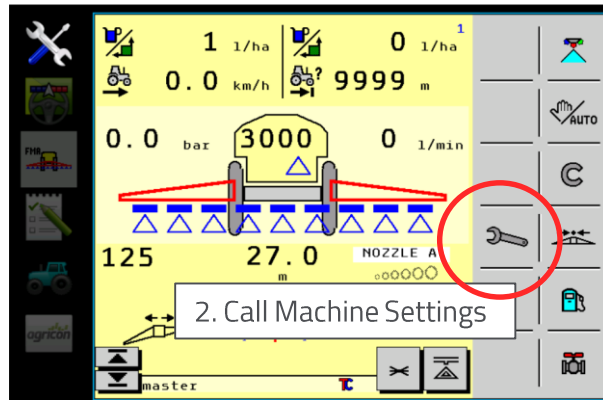 1
1 l/ha 0 l/ha
0.0 km/h ? 9999 m
0.0 bar 3000 0 l/min
MAN/AUTO
FMA
C
125 27.0 NOZZLE A
m
2. Call Machine Settings
agricon
master TC